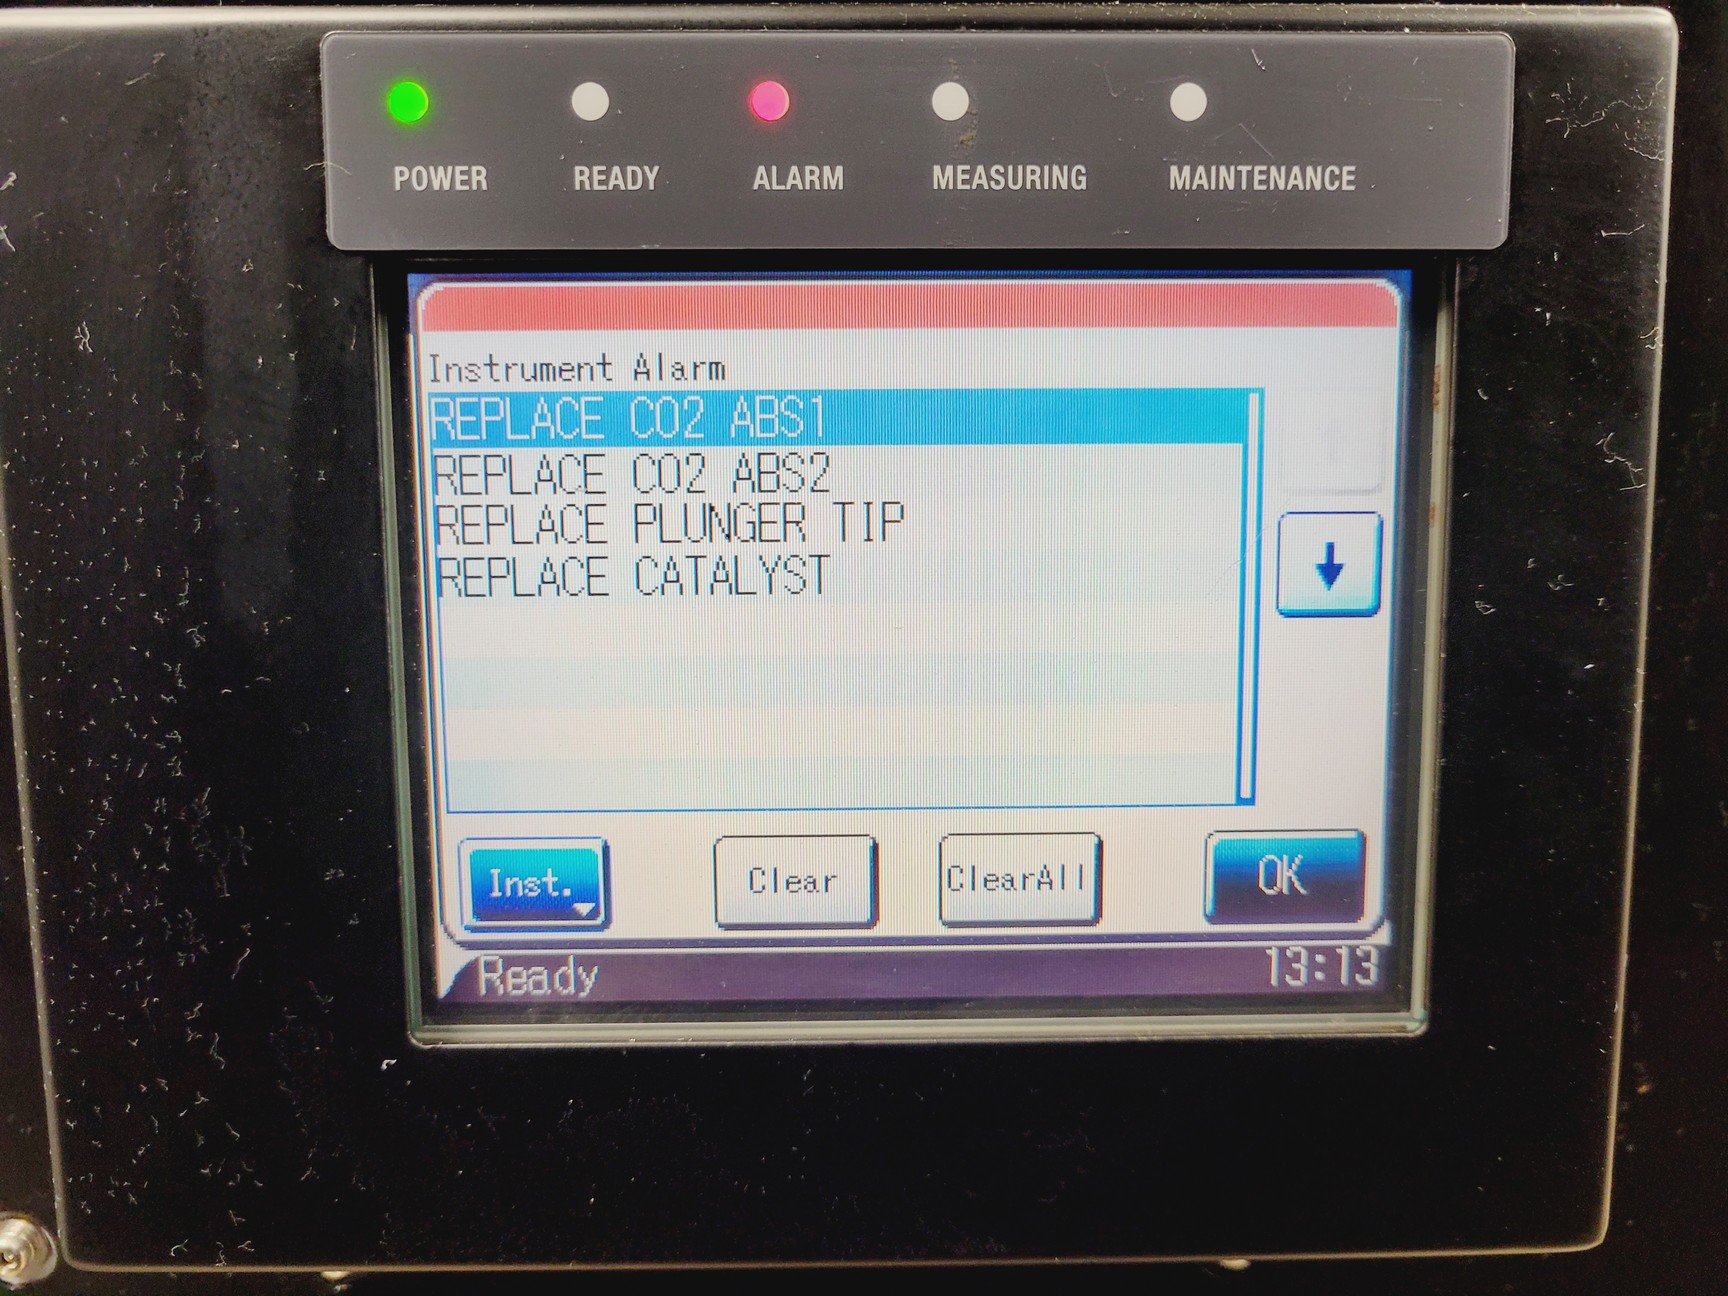 POWER READY ALARM MEASURING MAINTENANCE
Instrument Alarm
REPLACE CO2 ABS1
REPLACE CO2 ABS2
REPLACE PLUNGER TIP
REPLACE CATALYST
Inst. Clear ClearAll OK
Ready 13:13